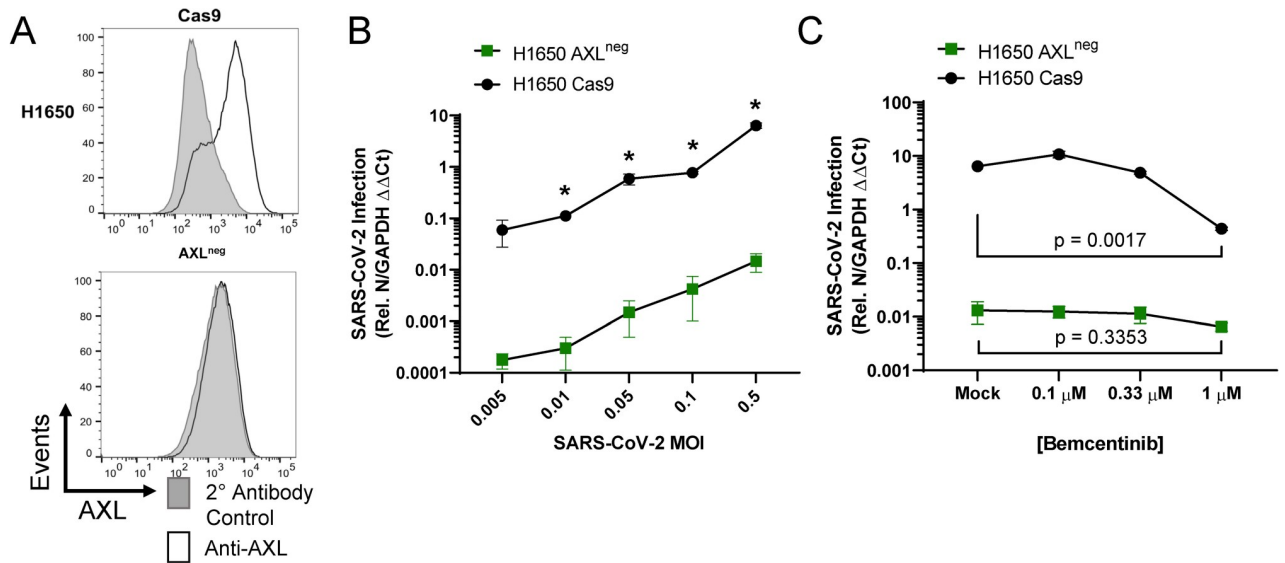 A
Cas9
H1650
100
80
60
40
20
0
10^0 10^1 10^2 10^3 10^4 10^5
AXL^neg
100
80
60
40
20
0
10^0 10^1 10^2 10^3 10^4 10^5
Events
AXL
2° Antibody
Control
Anti-AXL
B
H1650 AXL^neg
H1650 Cas9
SARS-CoV-2 Infection
(Rel. N/GAPDH ΔΔCt)
10
1
0.1
0.01
0.001
0.0001
* * * *
0.005 0.01 0.05 0.1 0.5
SARS-CoV-2 MOI
C
H1650 AXL^neg
H1650 Cas9
SARS-CoV-2 Infection
(Rel. N/GAPDH ΔΔCt)
100
10
1
0.1
0.01
0.001
p = 0.0017
p = 0.3353
Mock 0.1 μM 0.33 μM 1 μM
[Bemcentinib]